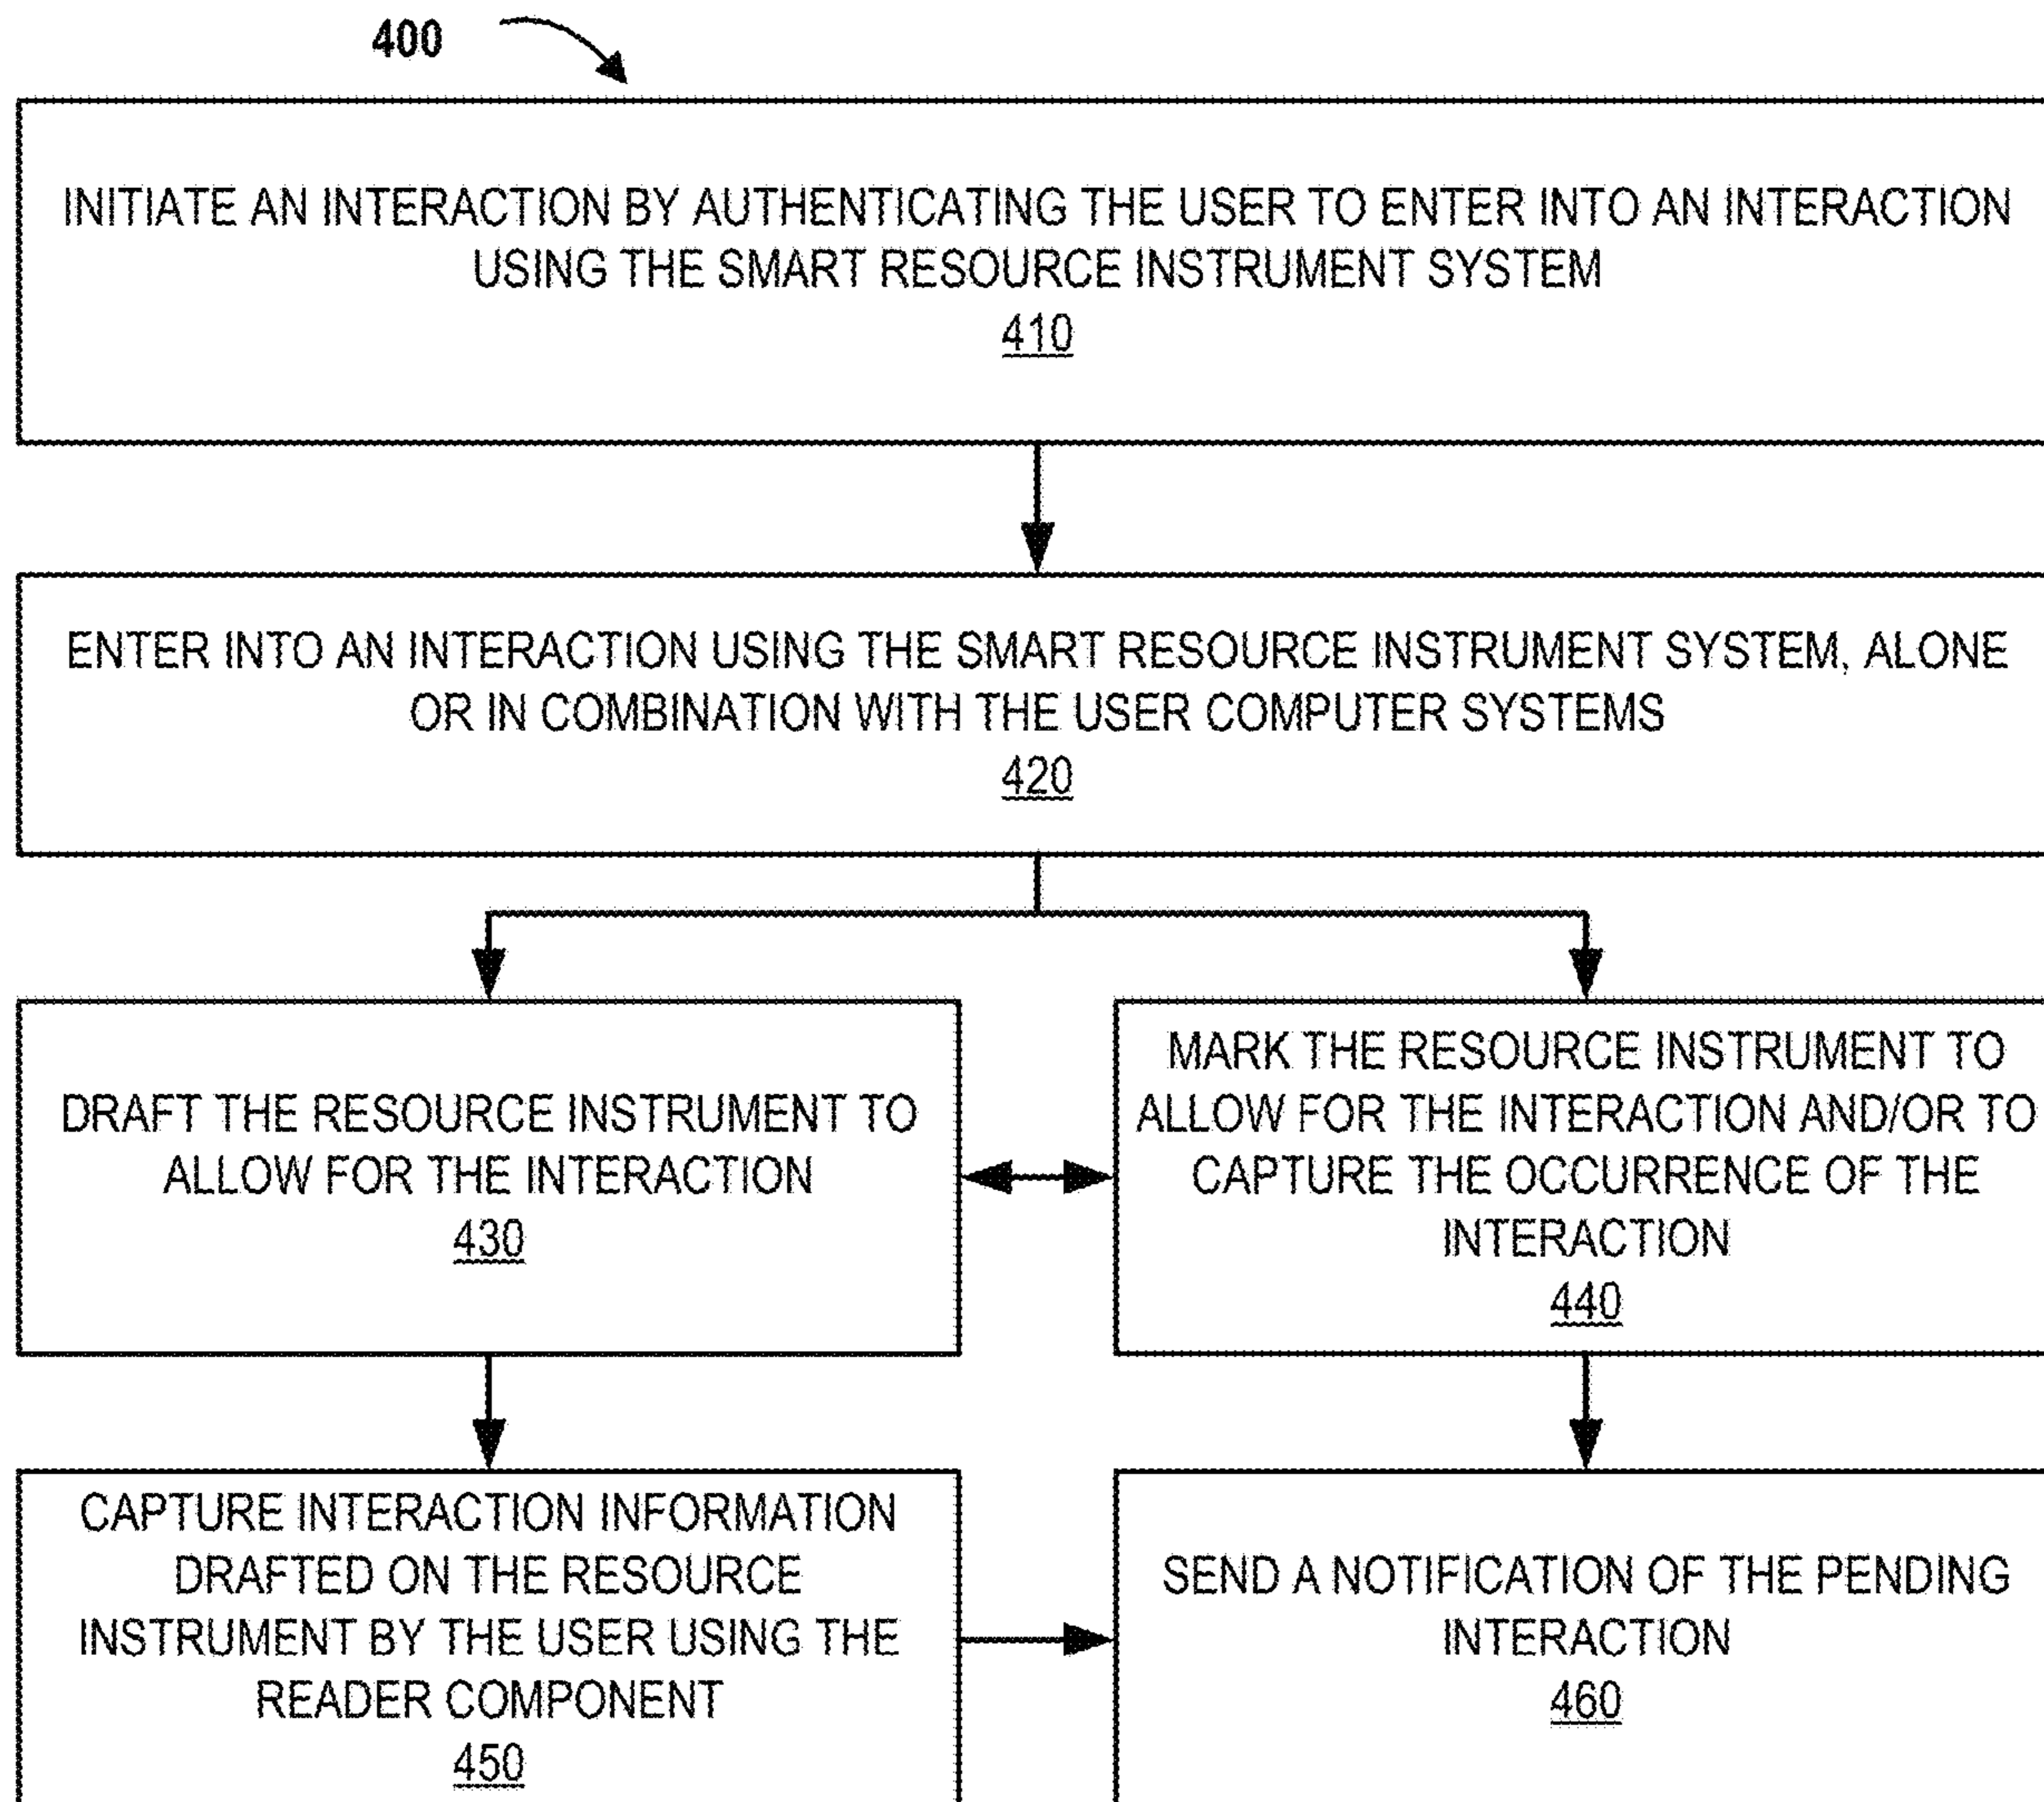 400
INITIATE AN INTERACTION BY AUTHENTICATING THE USER TO ENTER INTO AN INTERACTION
USING THE SMART RESOURCE INSTRUMENT SYSTEM
410
ENTER INTO AN INTERACTION USING THE SMART RESOURCE INSTRUMENT SYSTEM, ALONE
OR IN COMBINATION WITH THE USER COMPUTER SYSTEMS
420
DRAFT THE RESOURCE INSTRUMENT TO
ALLOW FOR THE INTERACTION
430
MARK THE RESOURCE INSTRUMENT TO
ALLOW FOR THE INTERACTION AND/OR TO
CAPTURE THE OCCURRENCE OF THE
INTERACTION
440
CAPTURE INTERACTION INFORMATION
DRAFTED ON THE RESOURCE
INSTRUMENT BY THE USER USING THE
READER COMPONENT
450
SEND A NOTIFICATION OF THE PENDING
INTERACTION
460